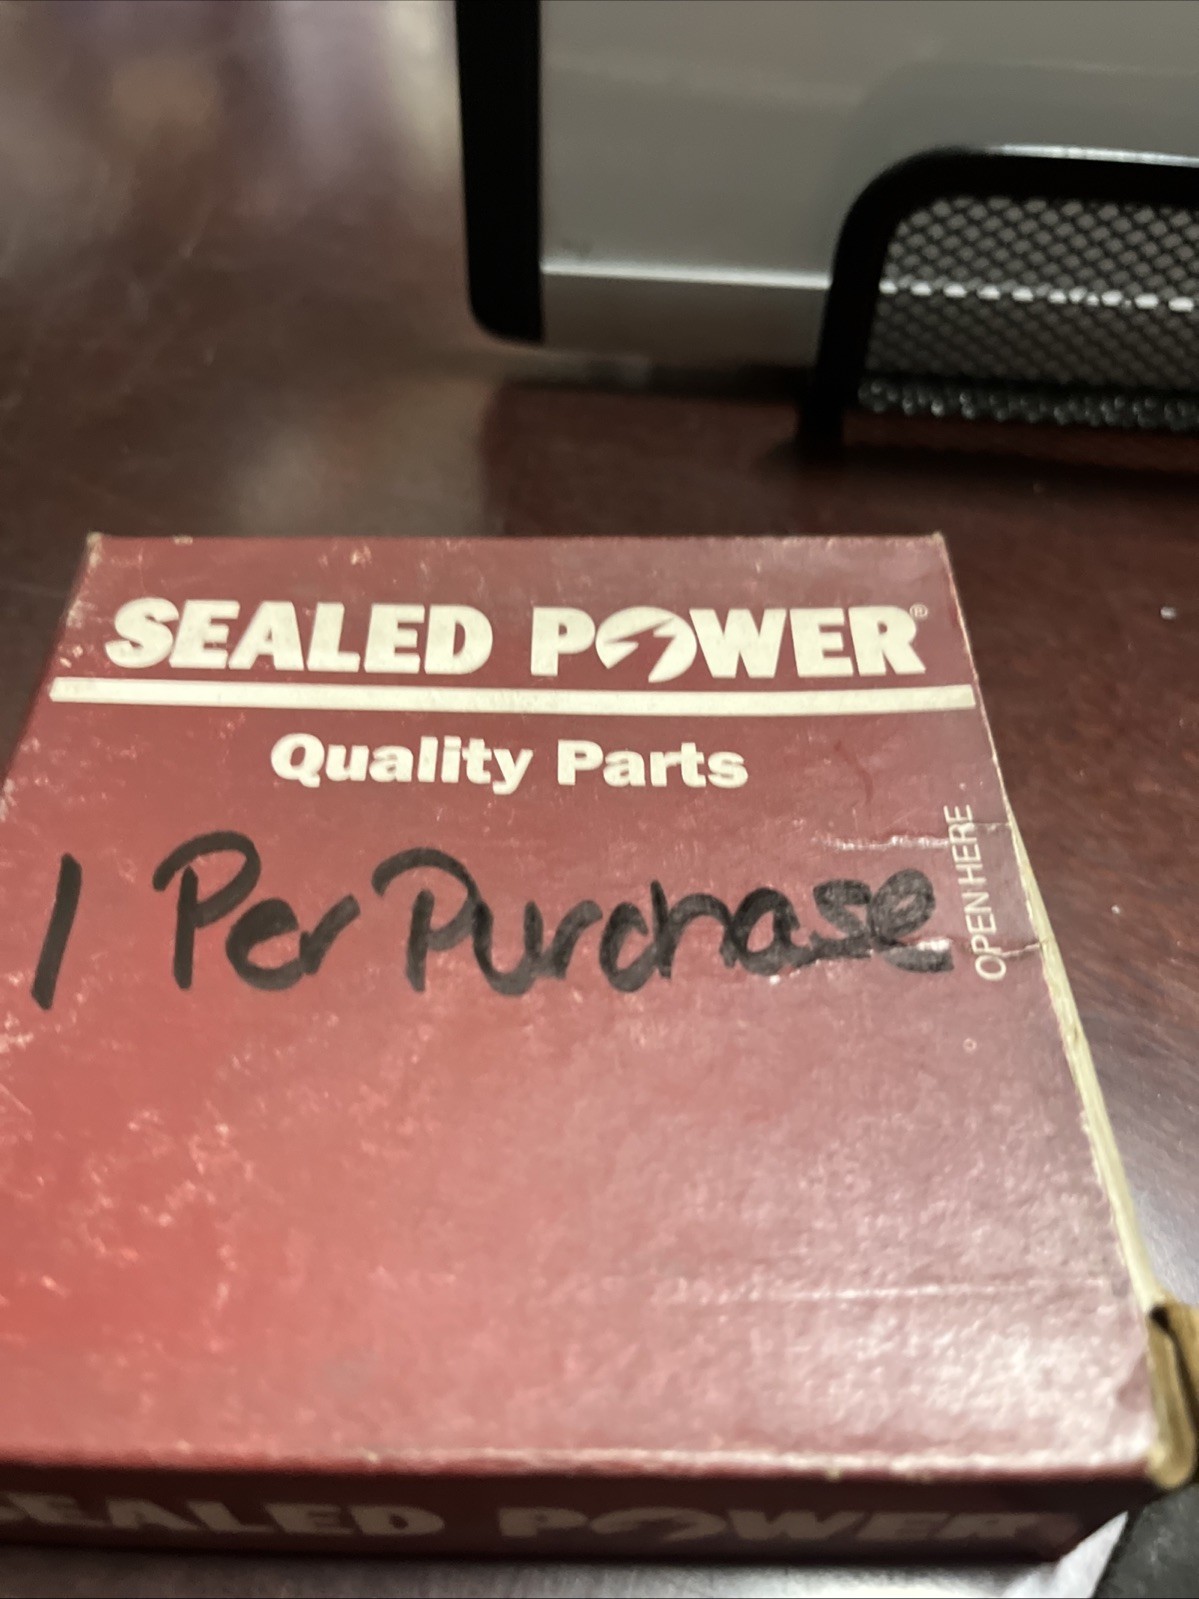 SEALED POWER®
Quality Parts
1 Per Purchase
OPEN HERE
SEALED POWER